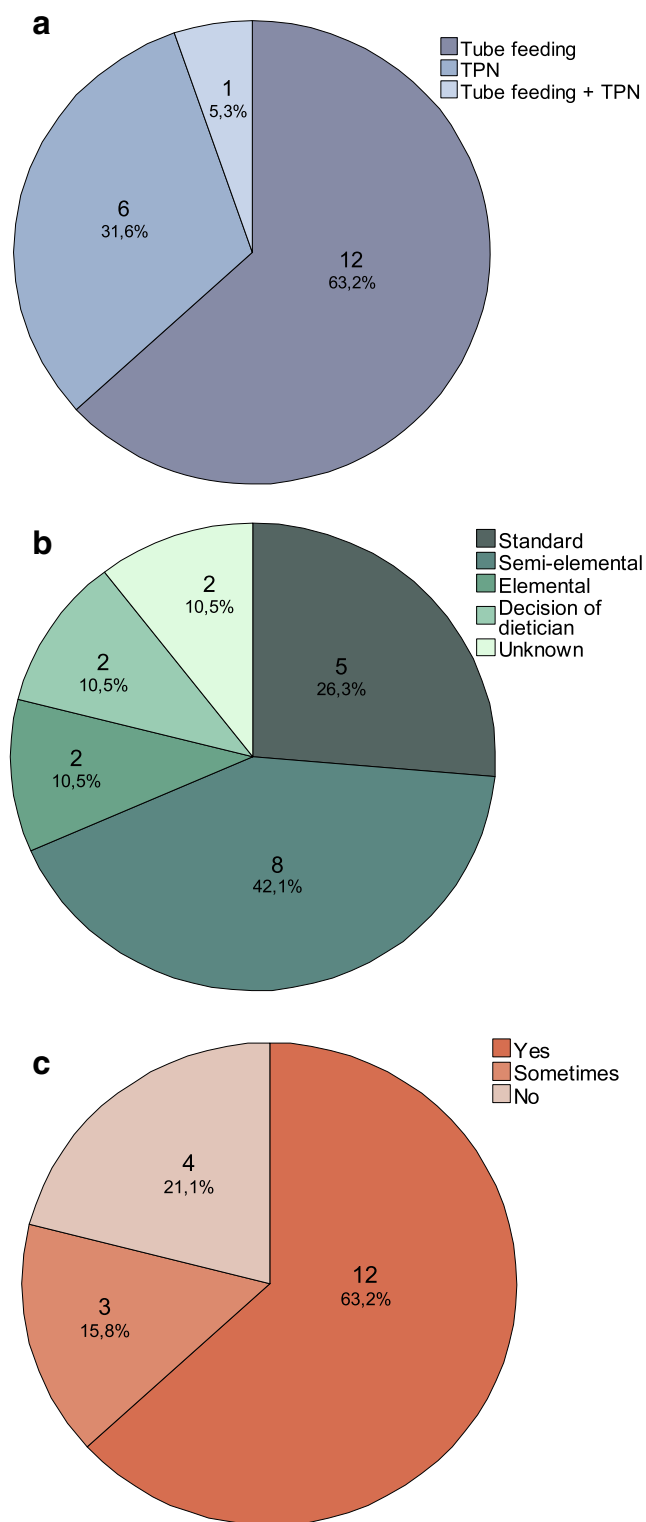 a
Tube feeding
TPN
Tube feeding + TPN
1
5,3%
6
31,6%
12
63,2%
b
Standard
Semi-elemental
Elemental
Decision of
dietician
Unknown
2
10,5%
5
26,3%
2
10,5%
2
10,5%
8
42,1%
c
Yes
Sometimes
No
4
21,1%
12
63,2%
3
15,8%